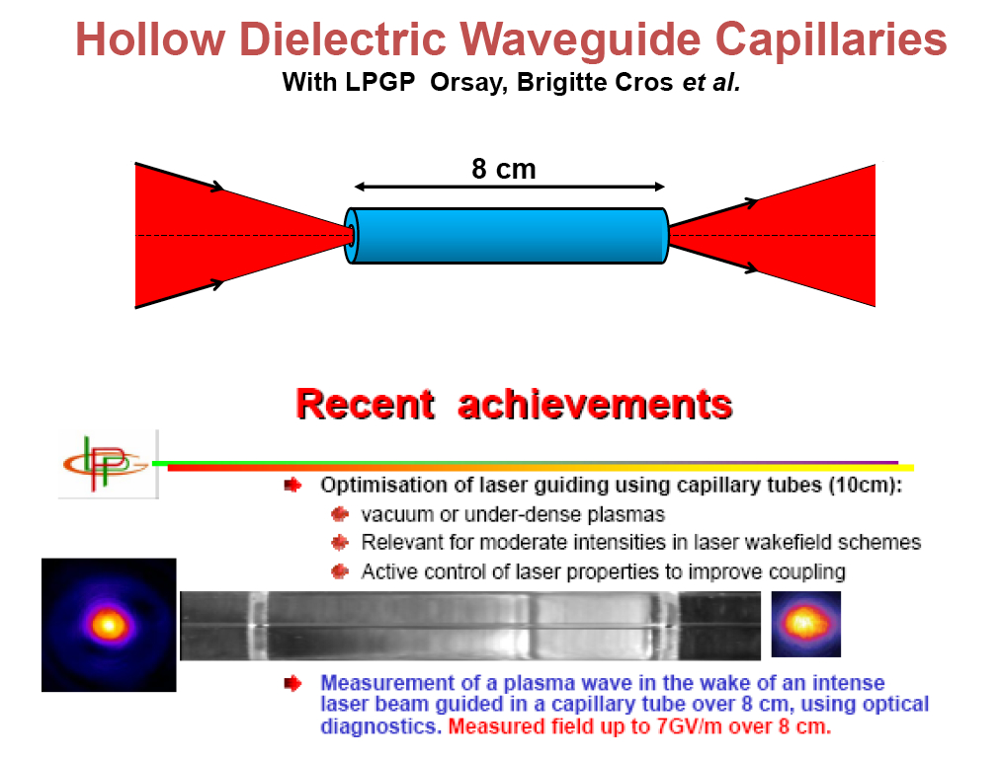 Hollow Dielectric Waveguide Capillaries
With LPGP Orsay, Brigitte Cros et al.
8 cm
Recent achievements
LPGP
Optimisation of laser guiding using capillary tubes (10cm):
vacuum or under-dense plasmas
Relevant for moderate intensities in laser wakefield schemes
Active control of laser properties to improve coupling
Measurement of a plasma wave in the wake of an intense
laser beam guided in a capillary tube over 8 cm, using optical
diagnostics. Measured field up to 7GV/m over 8 cm.